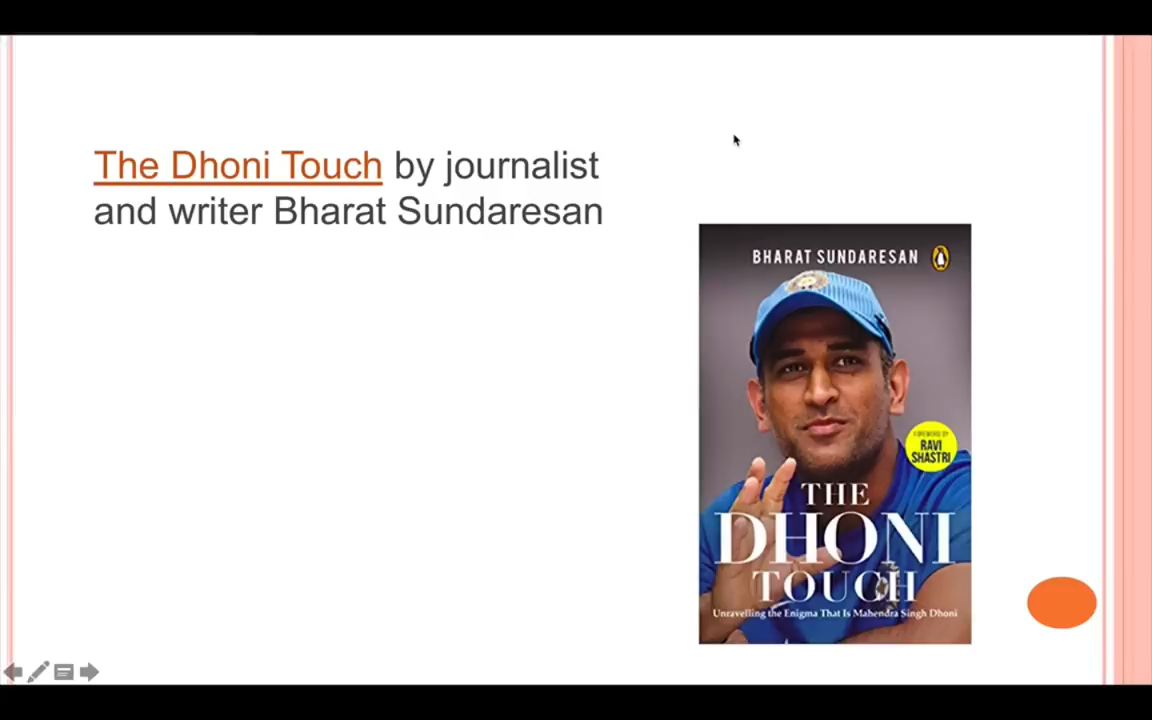 The Dhoni Touch by journalist
and writer Bharat Sundaresan
BHARAT SUNDARESAN
FOREWORD BY
RAVI
SHASTRI
THE
DHONI
TOUCH
Unravelling the Enigma That Is Mahendra Singh Dhoni